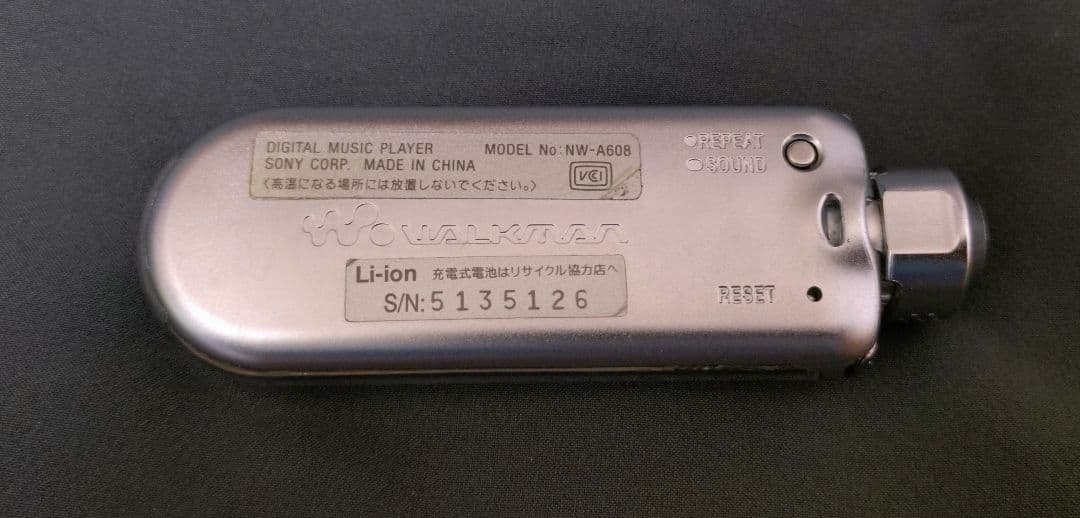 DIGITAL MUSIC PLAYER MODEL No:NW-A608
SONY CORP. MADE IN CHINA
〈高温になる場所には放置しないでください。〉
VCI
REPEAT
SOUND
WALKMAN
Li-ion 充電式電池はリサイクル協力店へ
S/N:5135126
RESET